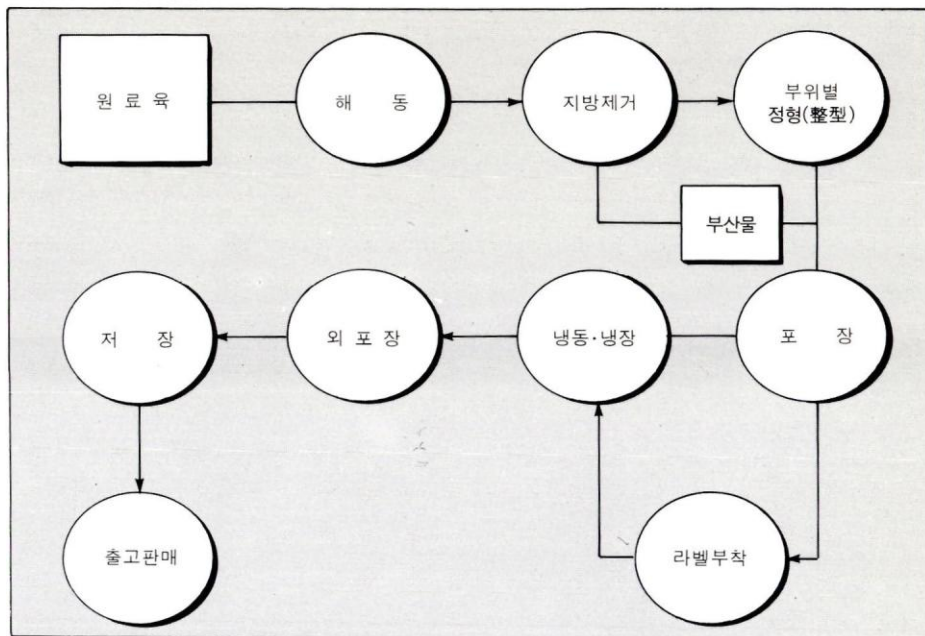 원 료 육
해 동
지방제거
부위별
정형(整型)
부산물
저 장
외 포 장
냉동·냉장
포 장
출고판매
라벨부착